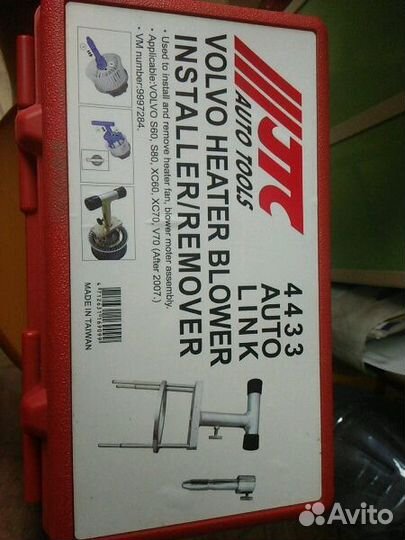 JTC
AUTO TOOLS
4433
AUTO
LINK
VOLVO HEATER BLOWER
INSTALLER/REMOVER
• Used to install and remove heater fan, blower moter assembly.
• Applicable:VOLVO S60, S80, XC60, XC70, V70 (After 2007.)
• VM number:9997284.
MADE IN TAIWAN
Avito